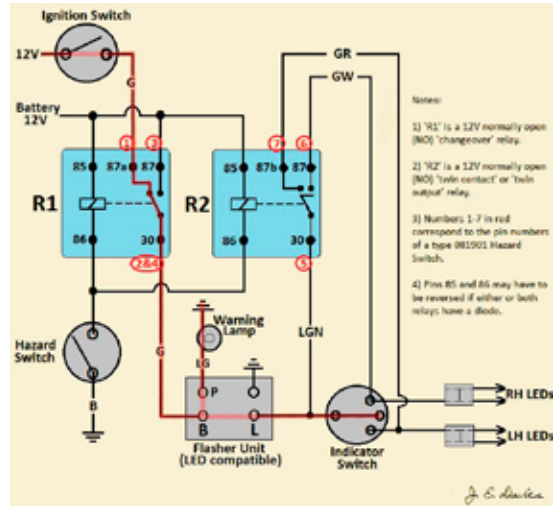 Ignition Switch
12V
G
Battery
12V
GR
GW
1
3
7
6
85
87a
87
85
87b
87
R1
R2
86
30
86
30
2&4
5
Notes:
1) 'R1' is a 12V normally open
(NO) 'changeover' relay.
2) 'R2' is a 12V normally open
(NO) 'twin contact' or 'twin
output' relay.
3) Numbers 1-7 in red
correspond to the pin numbers
of a type 081901 Hazard
Switch.
4) Pins 85 and 86 may have to
be reversed if either or both
relays have a diode.
Warning
Lamp
LGN
Hazard
Switch
G
LG
B
P
B
L
Flasher Unit
(LED compatible)
Indicator
Switch
RH LEDs
LH LEDs
J. E. Davies